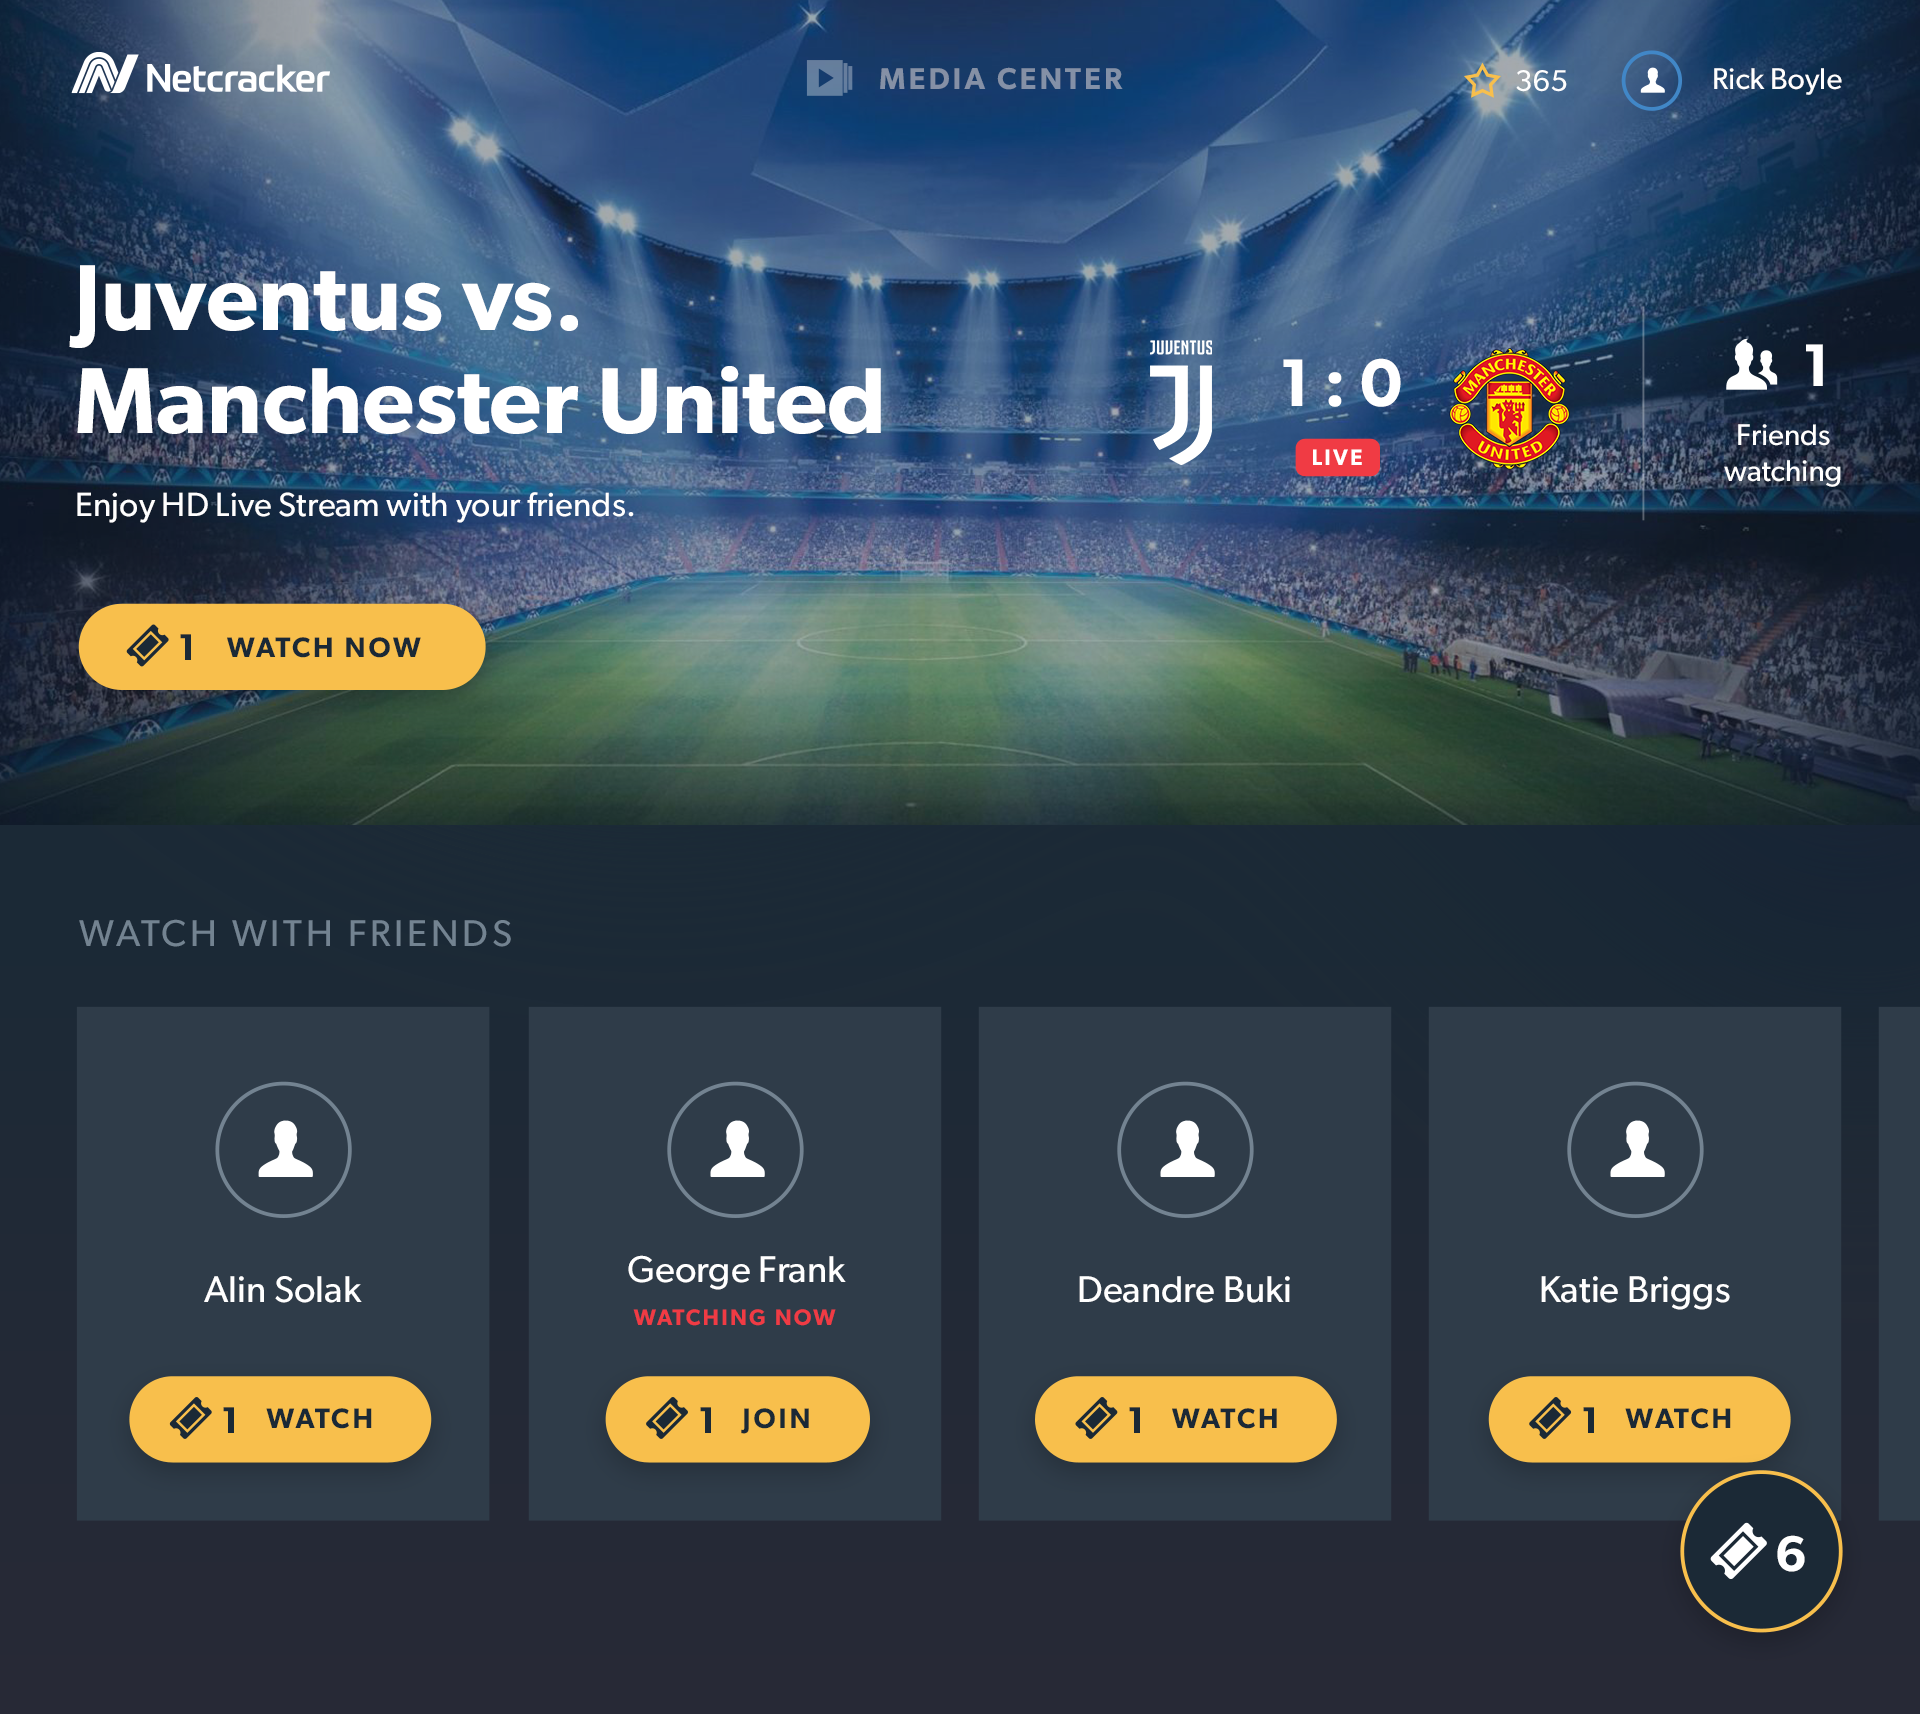 Netcracker
MEDIA CENTER
365
Rick Boyle
Juventus vs.
Manchester United
Enjoy HD Live Stream with your friends.
1 WATCH NOW
JUVENTUS
1 : 0
LIVE
MANCHESTER
UNITED
1
Friends
watching
WATCH WITH FRIENDS
Alin Solak
1 WATCH
George Frank
WATCHING NOW
1 JOIN
Deandre Buki
1 WATCH
Katie Briggs
1 WATCH
6